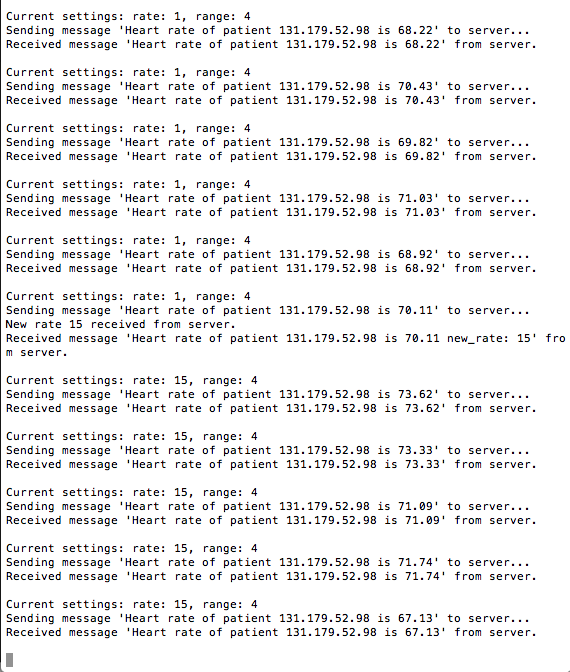 Current settings: rate: 1, range: 4
Sending message 'Heart rate of patient 131.179.52.98 is 68.22' to server...
Received message 'Heart rate of patient 131.179.52.98 is 68.22' from server.

Current settings: rate: 1, range: 4
Sending message 'Heart rate of patient 131.179.52.98 is 70.43' to server...
Received message 'Heart rate of patient 131.179.52.98 is 70.43' from server.

Current settings: rate: 1, range: 4
Sending message 'Heart rate of patient 131.179.52.98 is 69.82' to server...
Received message 'Heart rate of patient 131.179.52.98 is 69.82' from server.

Current settings: rate: 1, range: 4
Sending message 'Heart rate of patient 131.179.52.98 is 71.03' to server...
Received message 'Heart rate of patient 131.179.52.98 is 71.03' from server.

Current settings: rate: 1, range: 4
Sending message 'Heart rate of patient 131.179.52.98 is 68.92' to server...
Received message 'Heart rate of patient 131.179.52.98 is 68.92' from server.

Current settings: rate: 1, range: 4
Sending message 'Heart rate of patient 131.179.52.98 is 70.11' to server...
New rate 15 received from server.
Received message 'Heart rate of patient 131.179.52.98 is 70.11 new_rate: 15' fro
m server.

Current settings: rate: 15, range: 4
Sending message 'Heart rate of patient 131.179.52.98 is 73.62' to server...
Received message 'Heart rate of patient 131.179.52.98 is 73.62' from server.

Current settings: rate: 15, range: 4
Sending message 'Heart rate of patient 131.179.52.98 is 73.33' to server...
Received message 'Heart rate of patient 131.179.52.98 is 73.33' from server.

Current settings: rate: 15, range: 4
Sending message 'Heart rate of patient 131.179.52.98 is 71.09' to server...
Received message 'Heart rate of patient 131.179.52.98 is 71.09' from server.

Current settings: rate: 15, range: 4
Sending message 'Heart rate of patient 131.179.52.98 is 71.74' to server...
Received message 'Heart rate of patient 131.179.52.98 is 71.74' from server.

Current settings: rate: 15, range: 4
Sending message 'Heart rate of patient 131.179.52.98 is 67.13' to server...
Received message 'Heart rate of patient 131.179.52.98 is 67.13' from server.